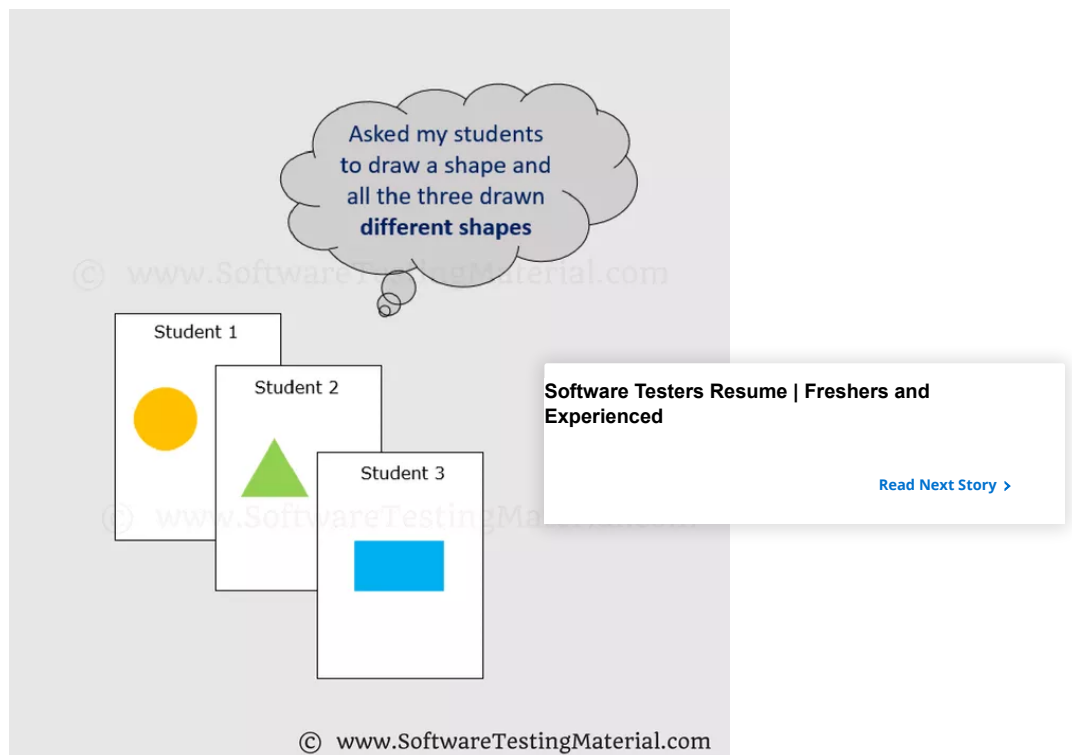 Asked my students
to draw a shape and
all the three drawn
different shapes
© www.SoftwareTestingMaterial.com
Student 1
Student 2
Student 3
Software Testers Resume | Freshers and
Experienced
Read Next Story
© www.SoftwareTestingMaterial.com
© www.SoftwareTestingMaterial.com